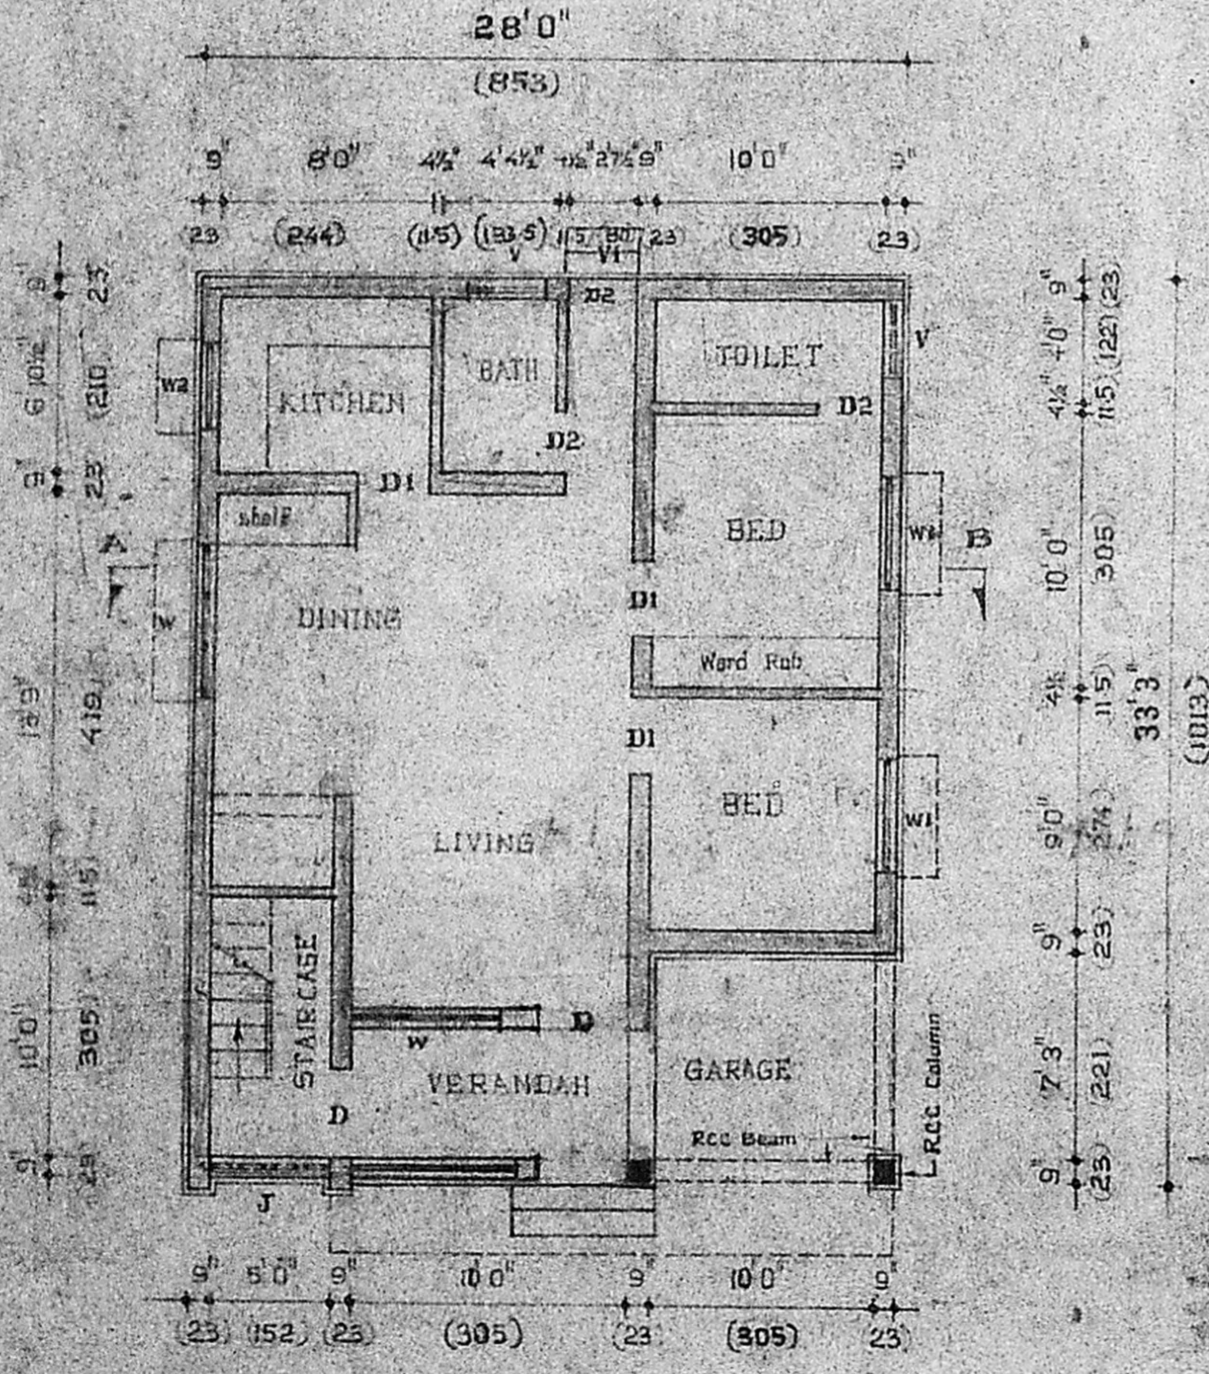 28'0"
(853)
9" 8'0" 4½" 4'4½" 4½" 2'7½" 9" 10'0" 9"
(23) (244) (11.5) (133.5) 11.5 80 (23) (305) (23)
V V1
D2
W2
KITCHEN
BATH
TOILET
V
D2
D2
D1
shelf
BED
A
B
W
DINING
D1
Ward Rob
D1
BED
W1
LIVING
STAIRCASE
W
D
VERANDAH
GARAGE
D
RCC Beam
RCC Column
J
9" 5'0" 9" 10'0" 9" 10'0" 9"
(23) (152) (23) (305) (23) (305) (23)
9" 6'10½" 9" 13'9" 4½" 10'0" 9"
23 (210) 23 419 115 305 23
9" 4'0" 4½" 10'0" 4½" 9'0" 9" 7'3" 9"
(23) (122) (11.5) 305 11.5) 274 (23) (221) (23)
33'3"
(1013)